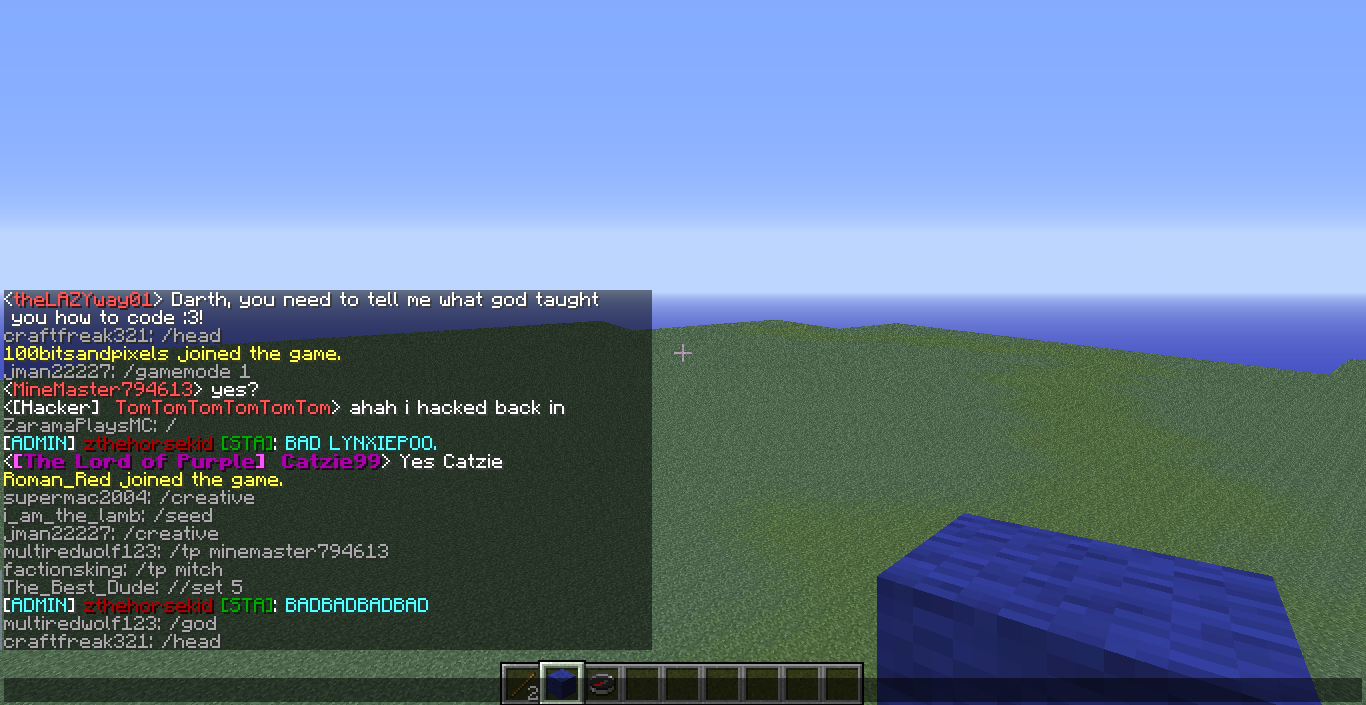 <theLAZYway01> Darth, you need to tell me what god taught
you how to code :3!
craftfreak321: /head
100bitsandpixels joined the game.
jman22227: /gamemode 1
<MineMaster794613> yes?
<[Hacker] TomTomTomTomTomTom> ahah i hacked back in
ZaramaPlaysMC: /
[ADMIN] zthehorsekid [STA]: BAD LYNXIEPOO.
<[The Lord of Purple] Catzie99> Yes Catzie
Roman_Red joined the game.
supermac2004: /creative
i_am_the_lamb: /seed
jman22227: /creative
multiredwolf123: /tp minemaster794613
factionsking: /tp mitch
The_Best_Dude: //set 5
[ADMIN] zthehorsekid [STA]: BADBADBADBAD
multiredwolf123: /god
craftfreak321: /head
2